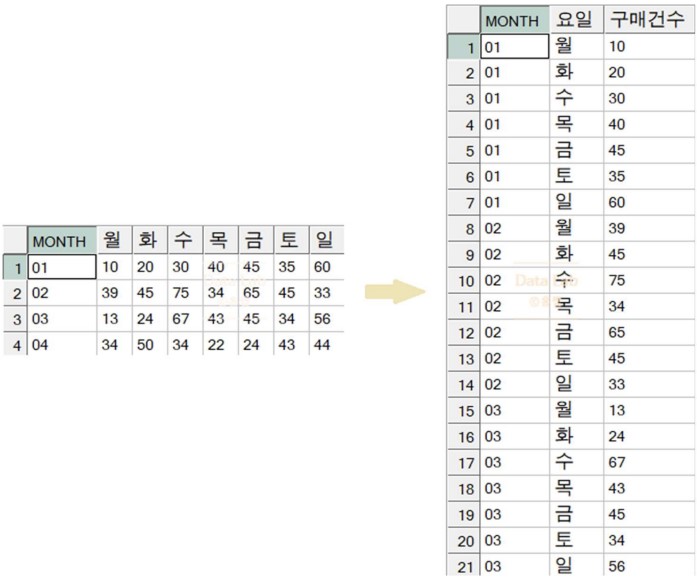 MONTH 월 화 수 목 금 토 일
1 01 10 20 30 40 45 35 60
2 02 39 45 75 34 65 45 33
3 03 13 24 67 43 45 34 56
4 04 34 50 34 22 24 43 44
MONTH 요일 구매건수
1 01 월 10
2 01 화 20
3 01 수 30
4 01 목 40
5 01 금 45
6 01 토 35
7 01 일 60
8 02 월 39
9 02 화 45
10 02 수 75
11 02 목 34
12 02 금 65
13 02 토 45
14 02 일 33
15 03 월 13
16 03 화 24
17 03 수 67
18 03 목 43
19 03 금 45
20 03 토 34
21 03 일 56